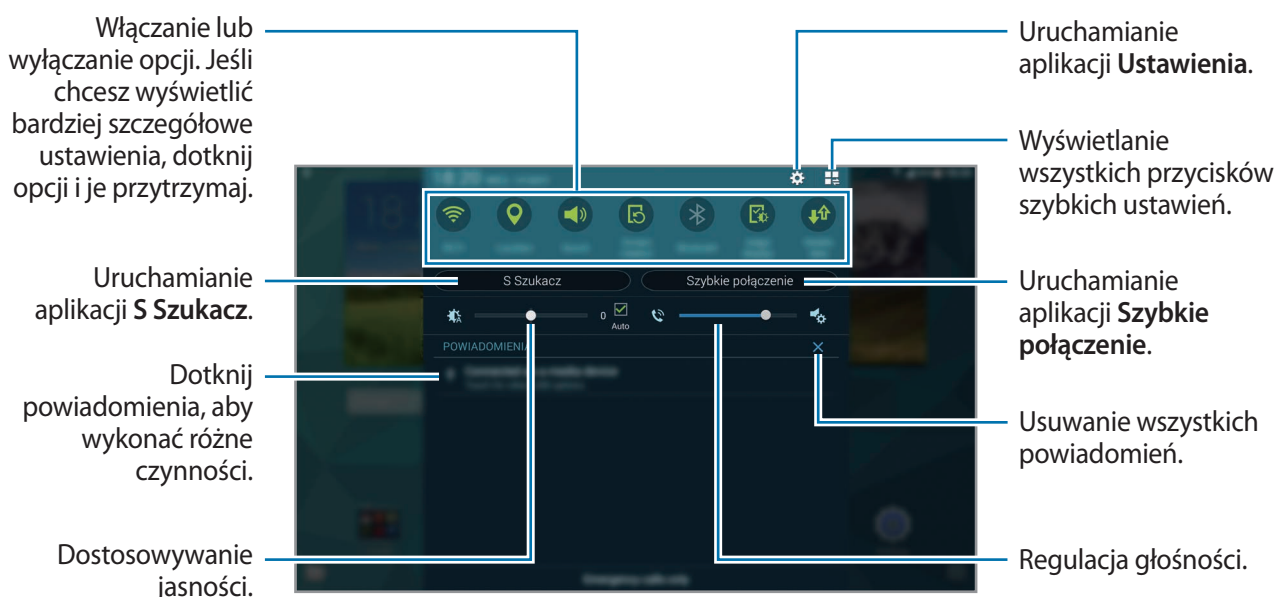 Włączanie lub
wyłączanie opcji. Jeśli
chcesz wyświetlić
bardziej szczegółowe
ustawienia, dotknij
opcji i je przytrzymaj.
Uruchamianie
aplikacji S Szukacz.
Dotknij
powiadomienia, aby
wykonać różne
czynności.
Dostosowywanie
jasności.
S Szukacz
Szybkie połączenie
0
Auto
POWIADOMIENIA
Uruchamianie
aplikacji Ustawienia.
Wyświetlanie
wszystkich przycisków
szybkich ustawień.
Uruchamianie
aplikacji Szybkie
połączenie.
Usuwanie wszystkich
powiadomień.
Regulacja głośności.